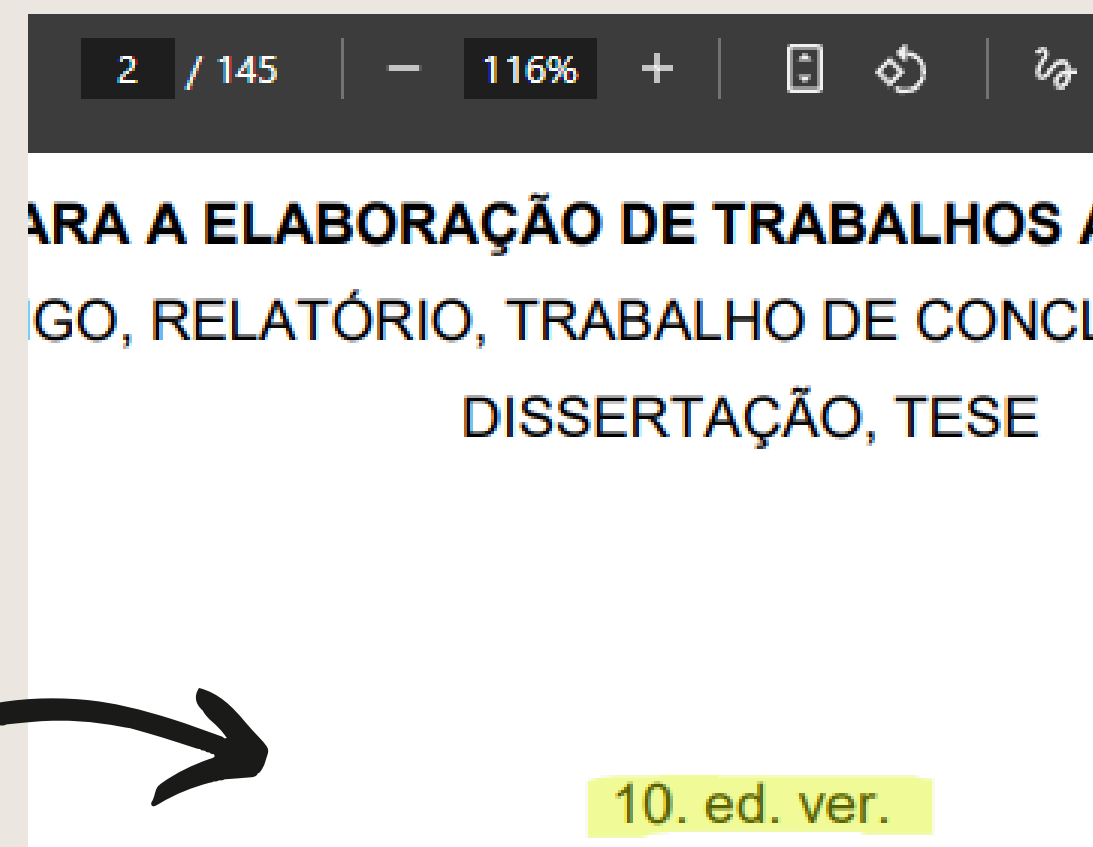 2 / 145 − 116% +
ARA A ELABORAÇÃO DE TRABALHOS A
IGO, RELATÓRIO, TRABALHO DE CONCL
DISSERTAÇÃO, TESE
10. ed. ver.